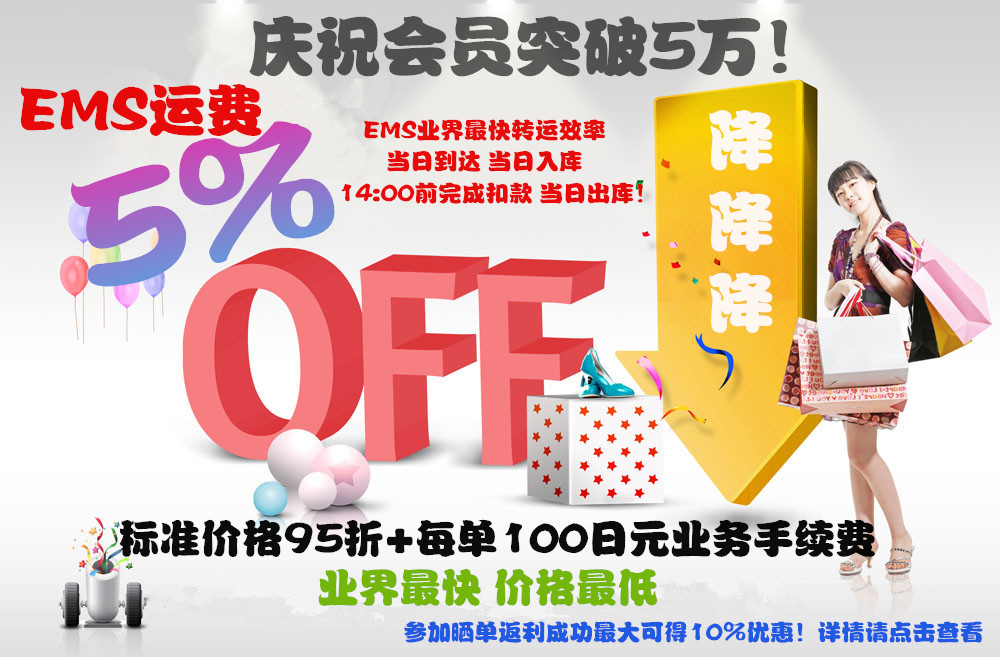 庆祝会员突破5万!
EMS运费
5%
OFF
EMS业界最快转运效率
当日到达 当日入库
14:00前完成扣款 当日出库!
降
降
降
标准价格95折+每单100日元业务手续费
业界最快 价格最低
参加晒单返利成功最大可得10%优惠! 详情请点击查看